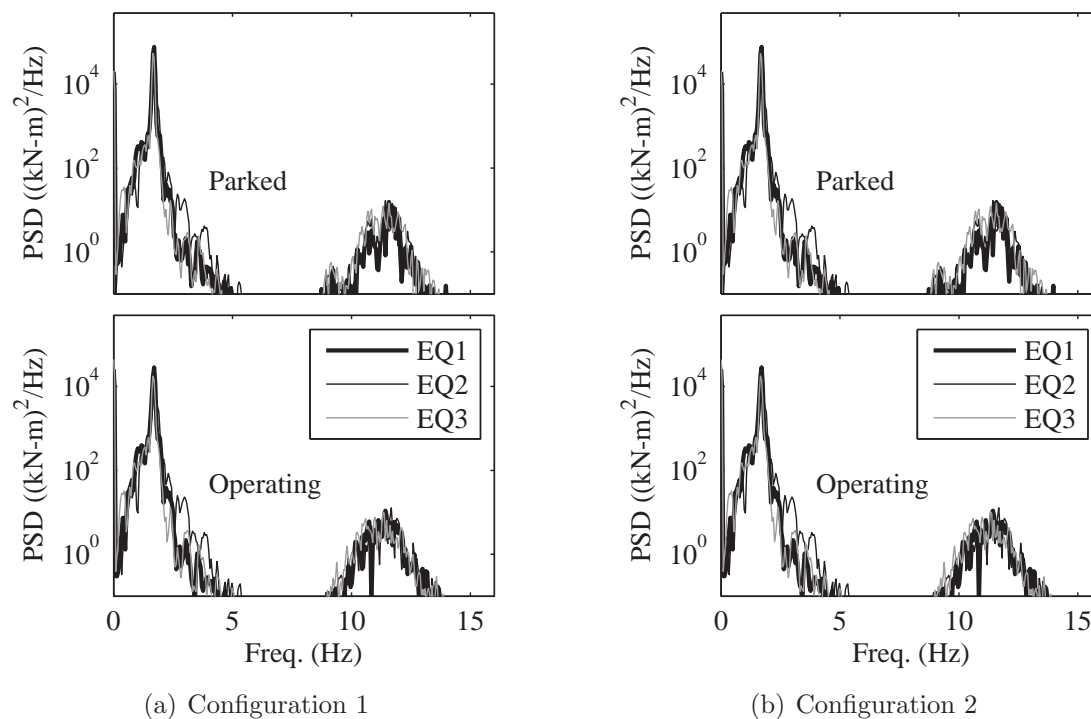 PSD ((kN-m)²/Hz)
10⁴
10²
10⁰
Parked
PSD ((kN-m)²/Hz)
10⁴
10²
10⁰
Parked
PSD ((kN-m)²/Hz)
10⁴
10²
10⁰
EQ1
EQ2
EQ3
Operating
0 5 10 15
Freq. (Hz)
PSD ((kN-m)²/Hz)
10⁴
10²
10⁰
EQ1
EQ2
EQ3
Operating
0 5 10 15
Freq. (Hz)
(a) Configuration 1
(b) Configuration 2